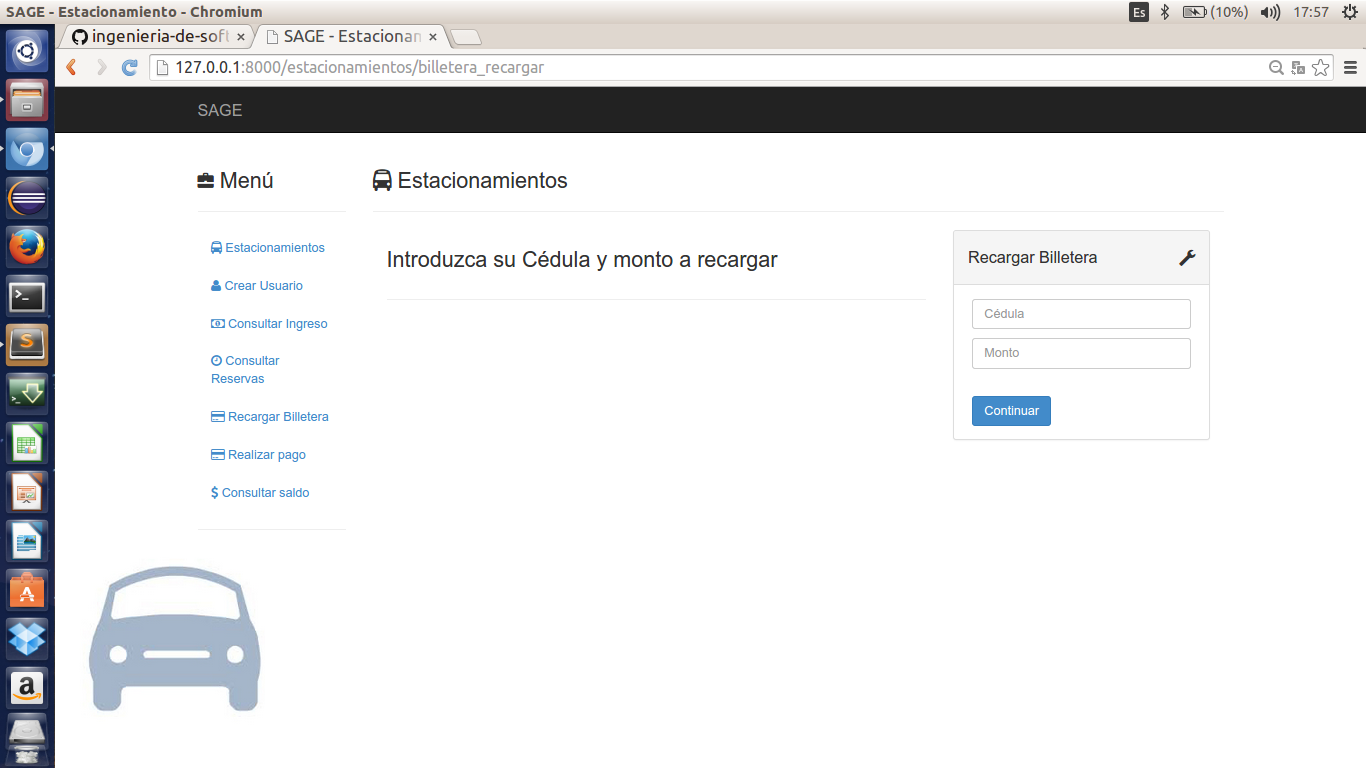 SAGE - Estacionamiento - Chromium
Es
(10%)
17:57
ingenieria-de-soft
SAGE - Estacionan
127.0.0.1:8000/estacionamientos/billetera_recargar
SAGE
Menú
Estacionamientos
Crear Usuario
Consultar Ingreso
Consultar
Reservas
Recargar Billetera
Realizar pago
Consultar saldo
Estacionamientos
Introduzca su Cédula y monto a recargar
Recargar Billetera
Cédula
Monto
Continuar